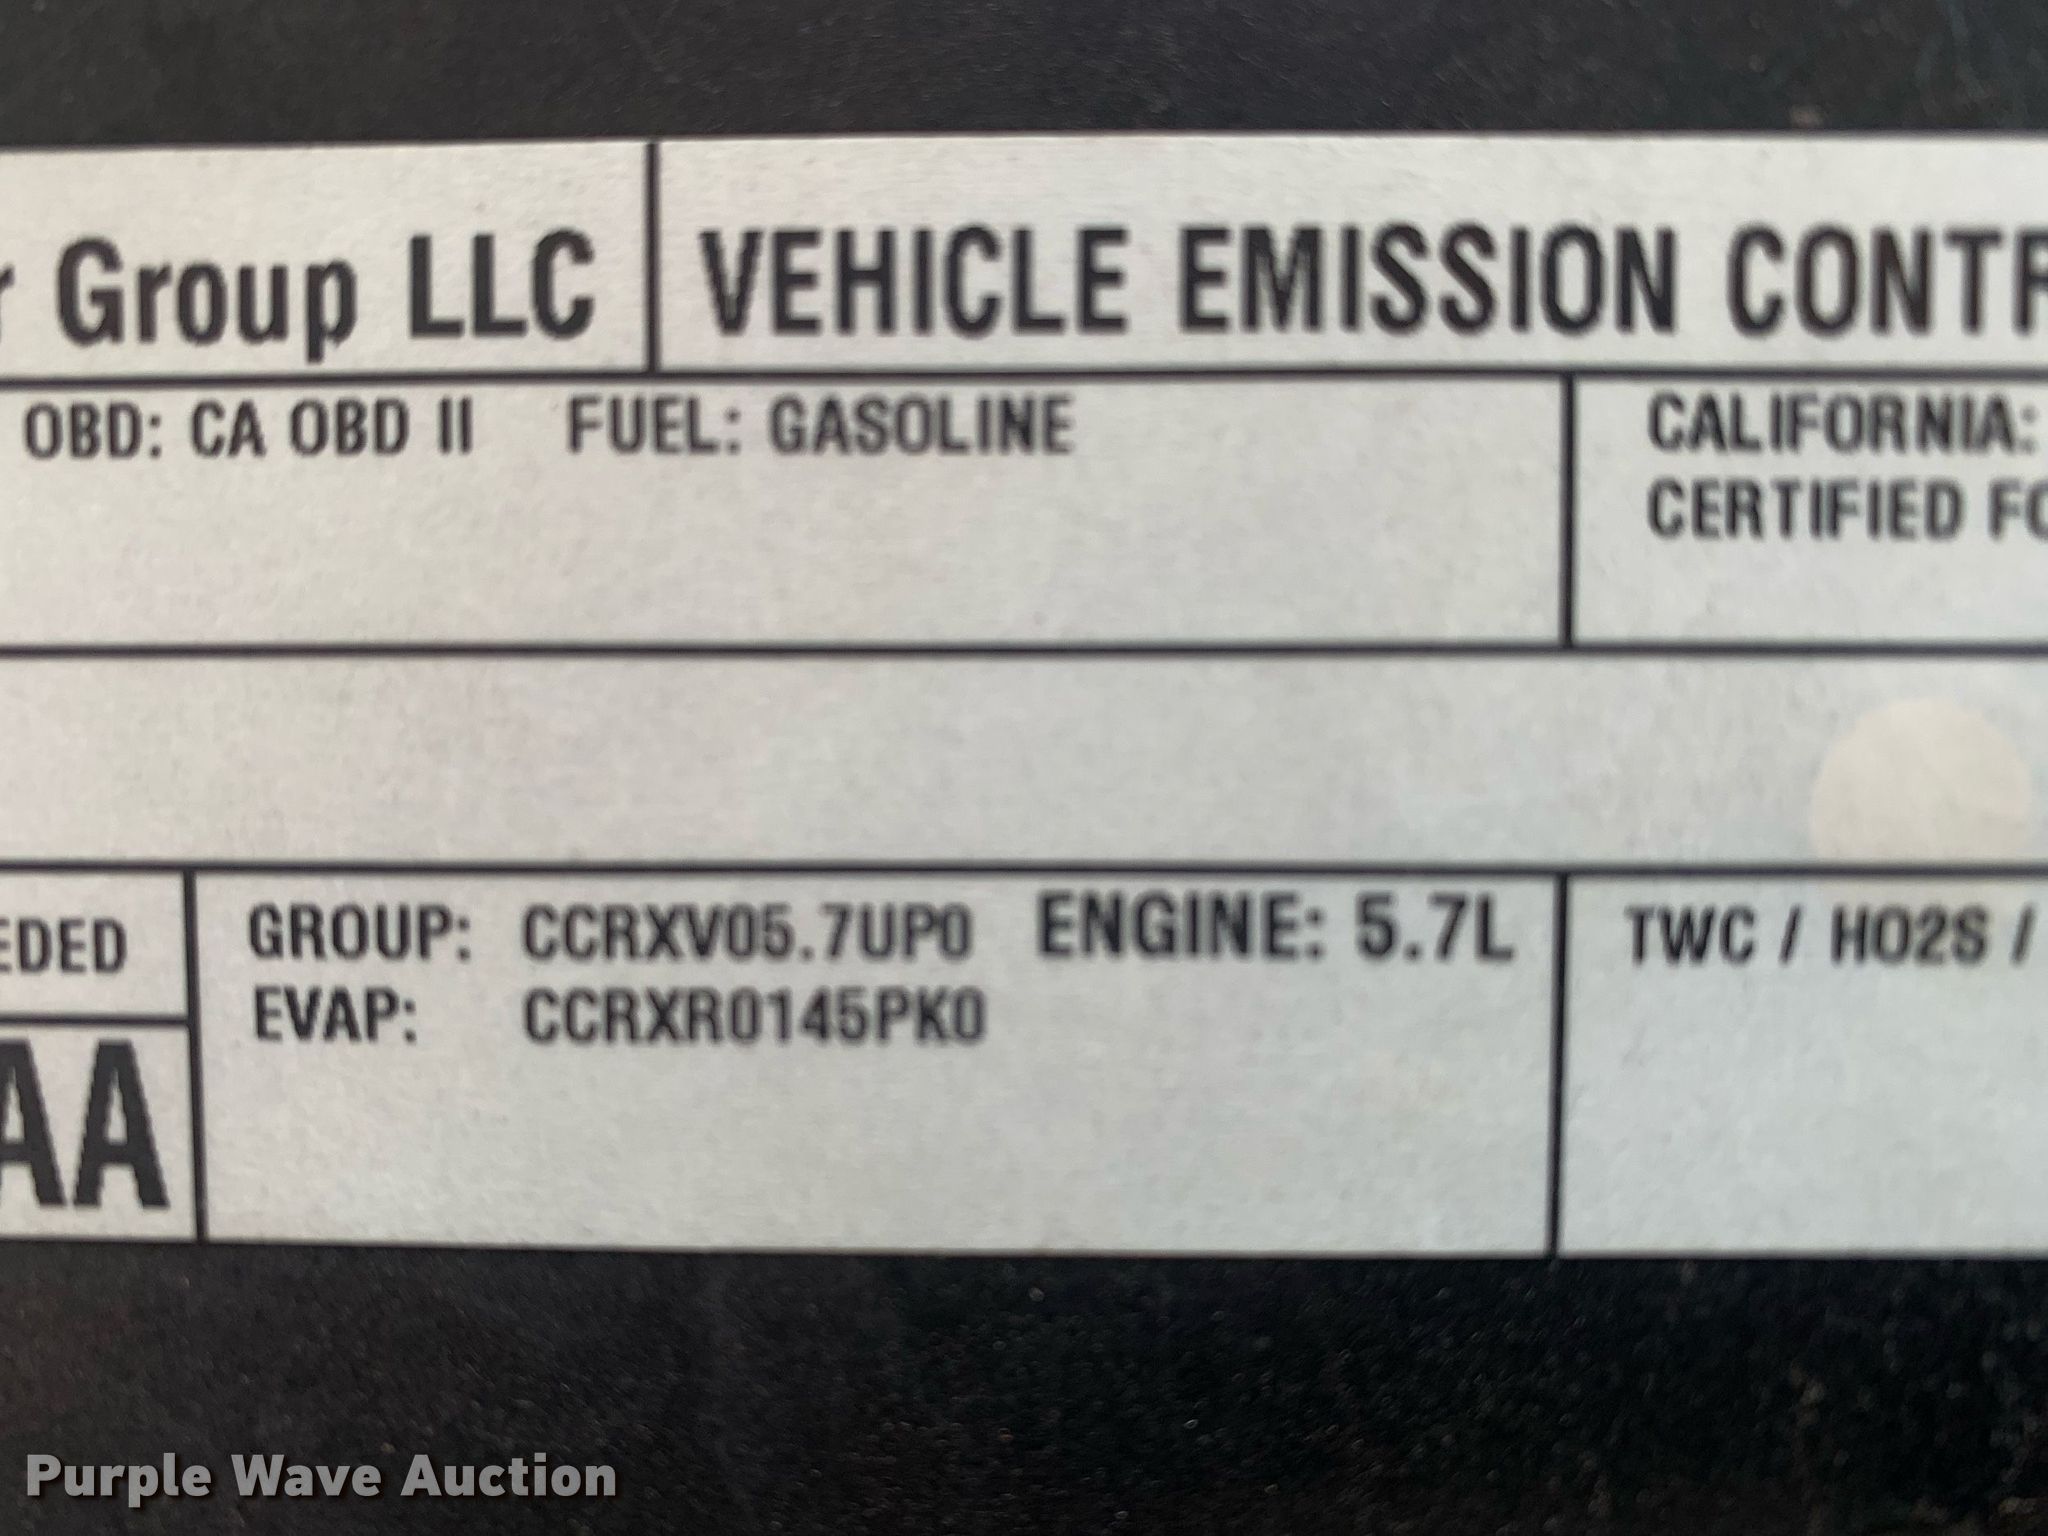 r Group LLC
VEHICLE EMISSION CONTR
OBD: CA OBD II FUEL: GASOLINE
CALIFORNIA:
CERTIFIED FO
EDED
GROUP: CCRXV05.7UP0 ENGINE: 5.7L
EVAP: CCRXR0145PK0
TWC / HO2S /
AA
Purple Wave Auction